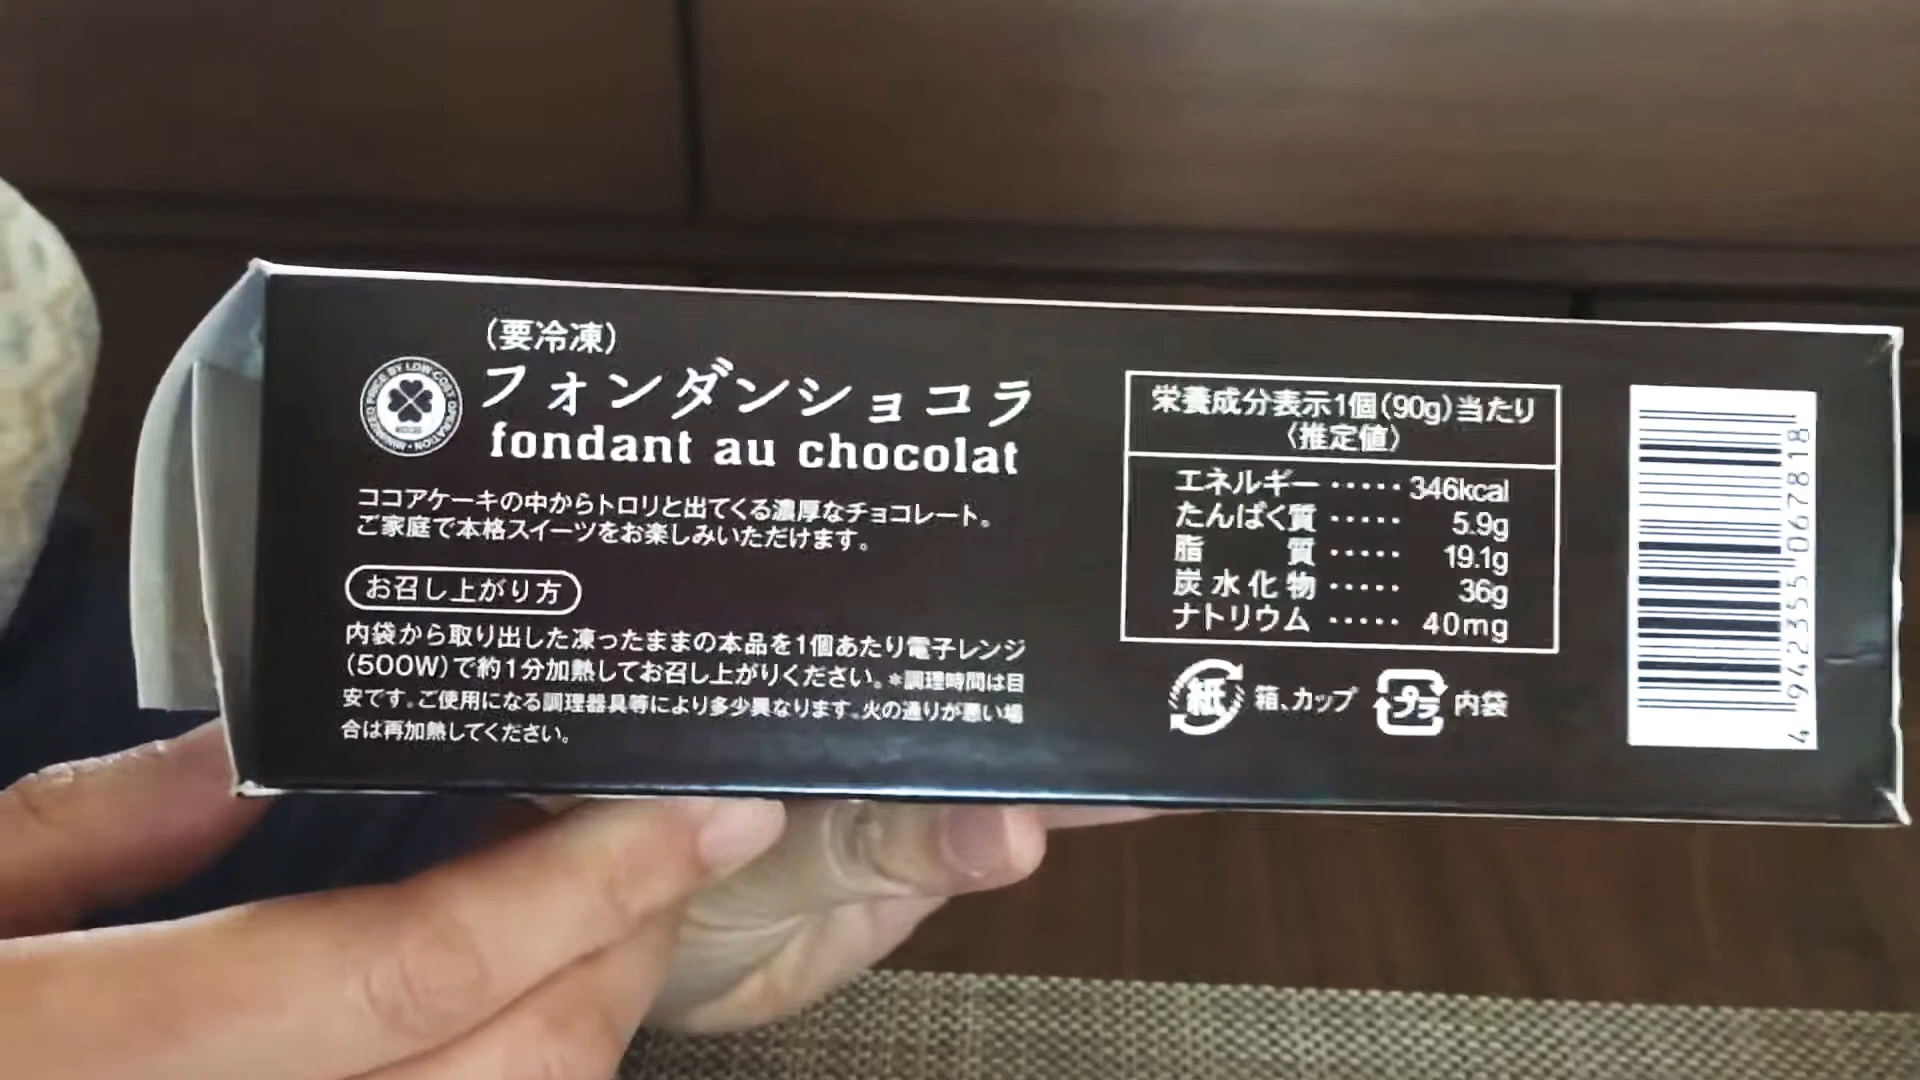 (要冷凍)
MINIMIZED PRICE BY LOW COST OPERATION
フォンダンショコラ
fondant au chocolat
ココアケーキの中からトロリと出てくる濃厚なチョコレート。
ご家庭で本格スイーツをお楽しみいただけます。
お召し上がり方
内袋から取り出した凍ったままの本品を1個あたり電子レンジ
(500W)で約1分加熱してお召し上がりください。*調理時間は目
安です。ご使用になる調理器具等により多少異なります。火の通りが悪い場
合は再加熱してください。
栄養成分表示1個(90g)当たり
〈推定値〉
エネルギー ····· 346kcal
たんぱく質 ····· 5.9g
脂 質 ····· 19.1g
炭水化物 ····· 36g
ナトリウム ····· 40mg
紙 箱、カップ プラ 内袋
4 942355 067818